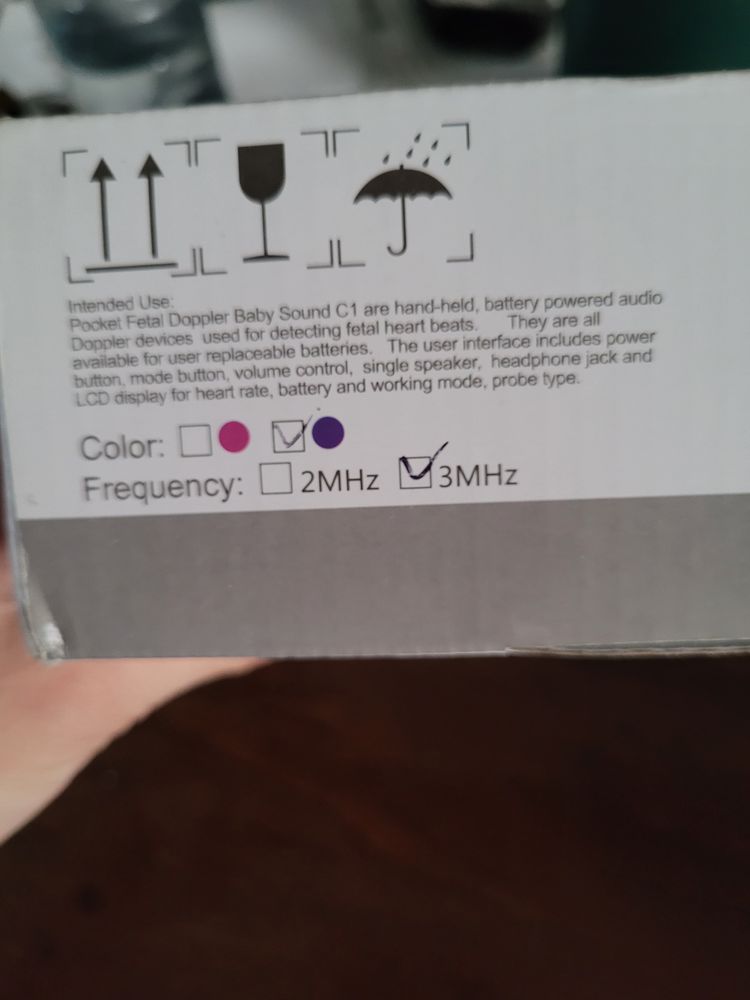 Intended Use:
Pocket Fetal Doppler Baby Sound C1 are hand-held, battery powered audio
Doppler devices used for detecting fetal heart beats. They are all
available for user replaceable batteries. The user interface includes power
button, mode button, volume control, single speaker, headphone jack and
LCD display for heart rate, battery and working mode, probe type.
Color:
Frequency: 2MHz 3MHz